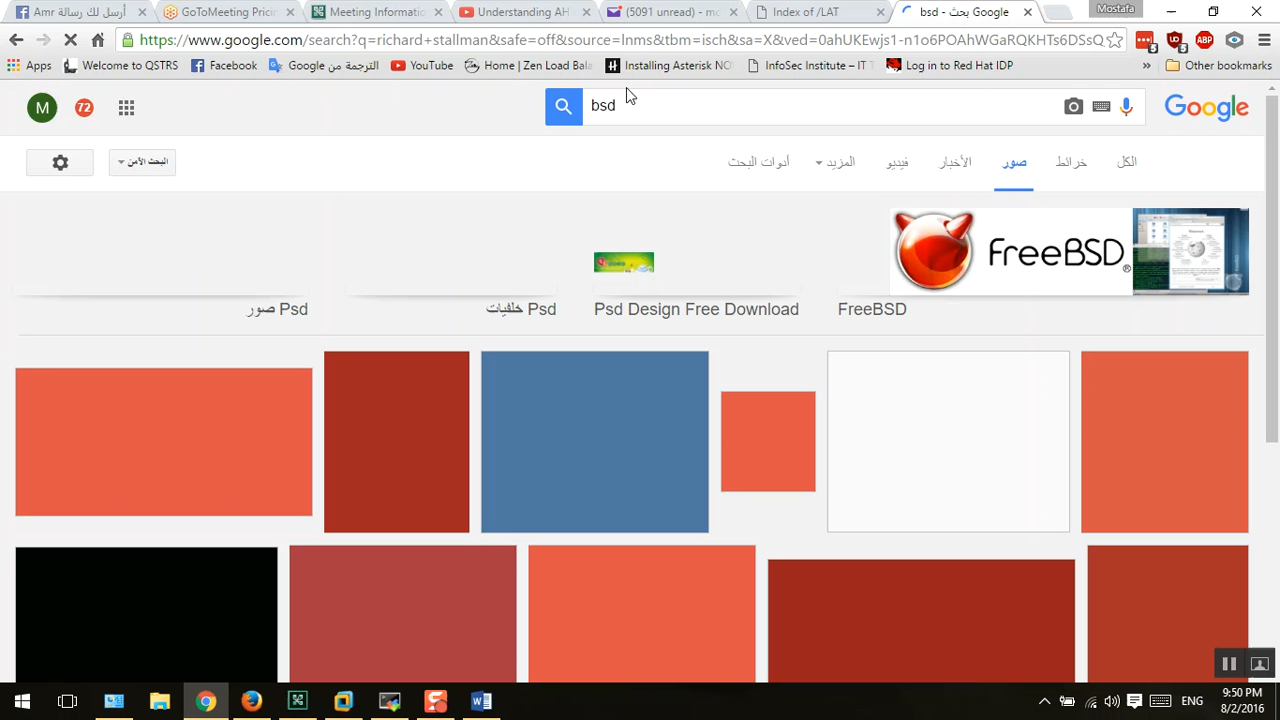 أرسل لك رسالة Amr
GoToMeeting Pricin
Meeting Informatio
Understanding AH
(5091 unread) - mo
Index of /LAT
bsd - بحث Google
Mostafa
https://www.google.com/search?q=richard+stallman&safe=off&source=lnms&tbm=isch&sa=X&ved=0ahUKEwjs1-n1o6POAhWGaRQKHTs6DSsQ
5
5
ABP
Apps
Welcome to QSTRS
Facebook
الترجمة من Google
YouTube
Home | Zen Load Bala
Installing Asterisk NO
InfoSec Institute – IT T
Log in to Red Hat IDP
»
Other bookmarks
M
72
bsd
Google
البحث الآمن
الكل
خرائط
صور
الأخبار
فيديو
المزيد
أدوات البحث
FreeBSD
صور Psd
خلفيات Psd
Psd Design Free Download
FreeBSD
ENG
9:50 PM
8/2/2016